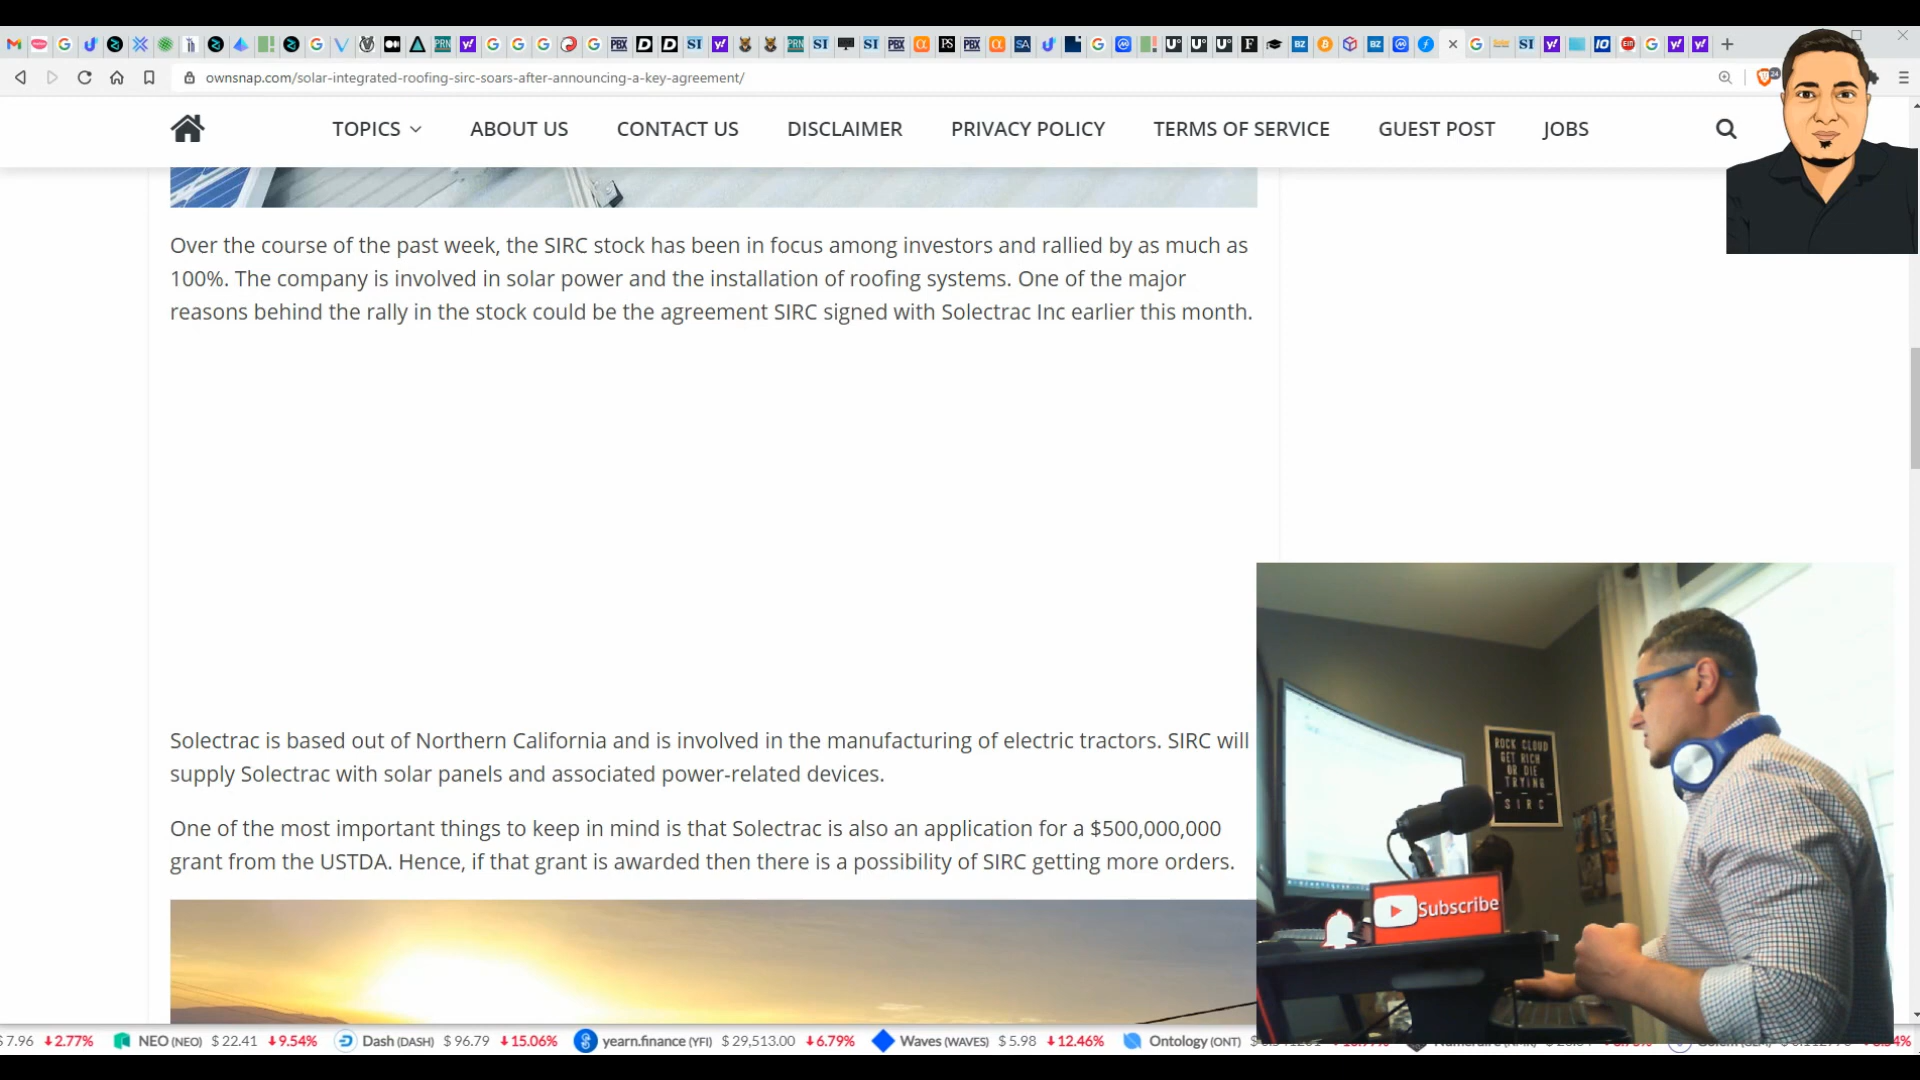 ownsnap.com/solar-integrated-roofing-sirc-soars-after-announcing-a-key-agreement/
TOPICS ABOUT US CONTACT US DISCLAIMER PRIVACY POLICY TERMS OF SERVICE GUEST POST JOBS
Over the course of the past week, the SIRC stock has been in focus among investors and rallied by as much as
100%. The company is involved in solar power and the installation of roofing systems. One of the major
reasons behind the rally in the stock could be the agreement SIRC signed with Solectrac Inc earlier this month.
Solectrac is based out of Northern California and is involved in the manufacturing of electric tractors. SIRC will
supply Solectrac with solar panels and associated power-related devices.
One of the most important things to keep in mind is that Solectrac is also an application for a $500,000,000
grant from the USTDA. Hence, if that grant is awarded then there is a possibility of SIRC getting more orders.
ROCK CLOUD
GET RICH
OR DIE
TRYING
- SIRC
Subscribe
7.96 2.77% NEO (NEO) $ 22.41 9.54% Dash (DASH) $ 96.79 15.06% yearn.finance (YFI) $ 29,513.00 6.79% Waves (WAVES) $ 5.98 12.46% Ontology (ONT)